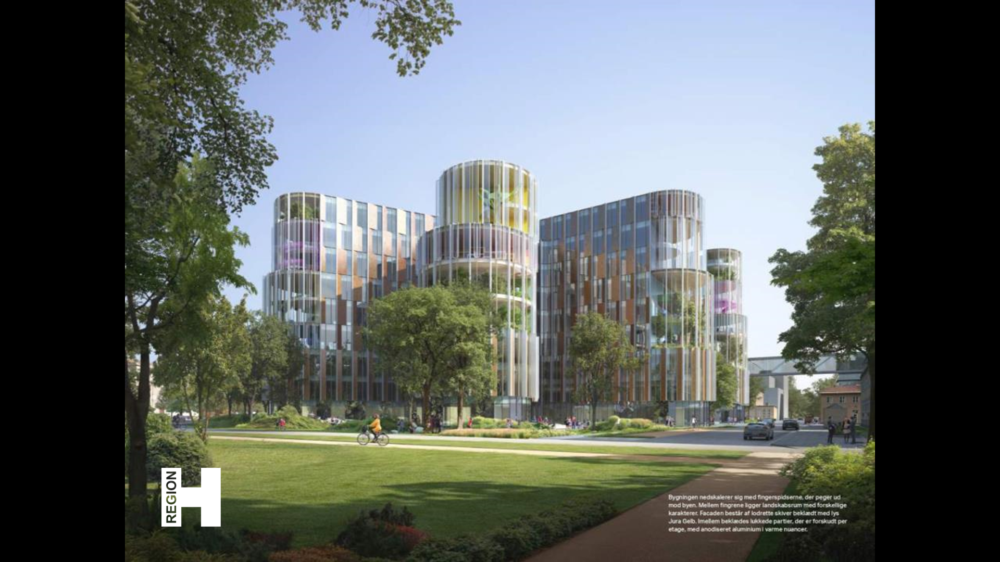 REGION
H
Bygningen nedskalerer sig med fingerspidserne, der peger ud
mod byen. Mellem fingrene ligger landskabsrum med forskellige
karakterer. Facaden består af lodrette skiver beklædt med lys
Jura Gelb. Imellem beklædes lukkede partier, der er forskudt per
etage, med anodiseret aluminium i varme nuancer.